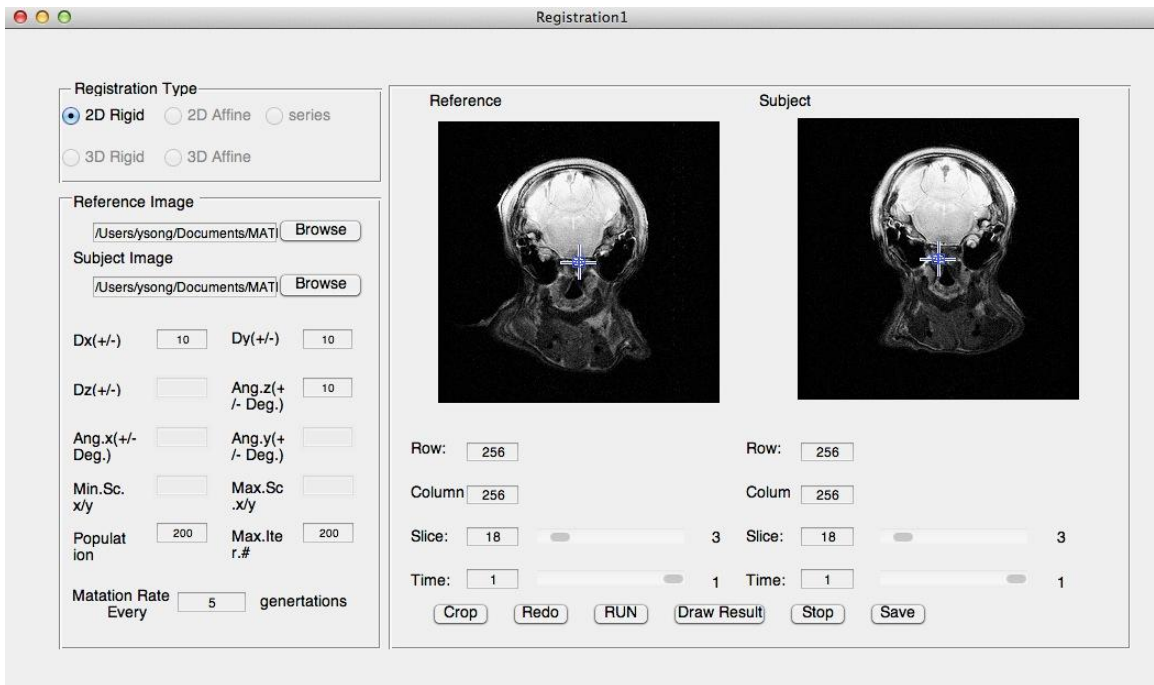 Registration1
Registration Type
2D Rigid 2D Affine series
3D Rigid 3D Affine
Reference Image
/Users/ysong/Documents/MATI Browse
Subject Image
/Users/ysong/Documents/MATI Browse
Dx(+/-) 10 Dy(+/-) 10
Dz(+/-) Ang.z(+
/- Deg.) 10
Ang.x(+/-
Deg.) Ang.y(+
/- Deg.)
Min.Sc.
x/y Max.Sc
.x/y
Populat
ion 200 Max.Ite
r.# 200
Matation Rate
Every 5 genertations
Reference Subject
Row: 256 Row: 256
Column 256 Colum 256
Slice: 18 3 Slice: 18 3
Time: 1 1 Time: 1 1
Crop Redo RUN Draw Result Stop Save